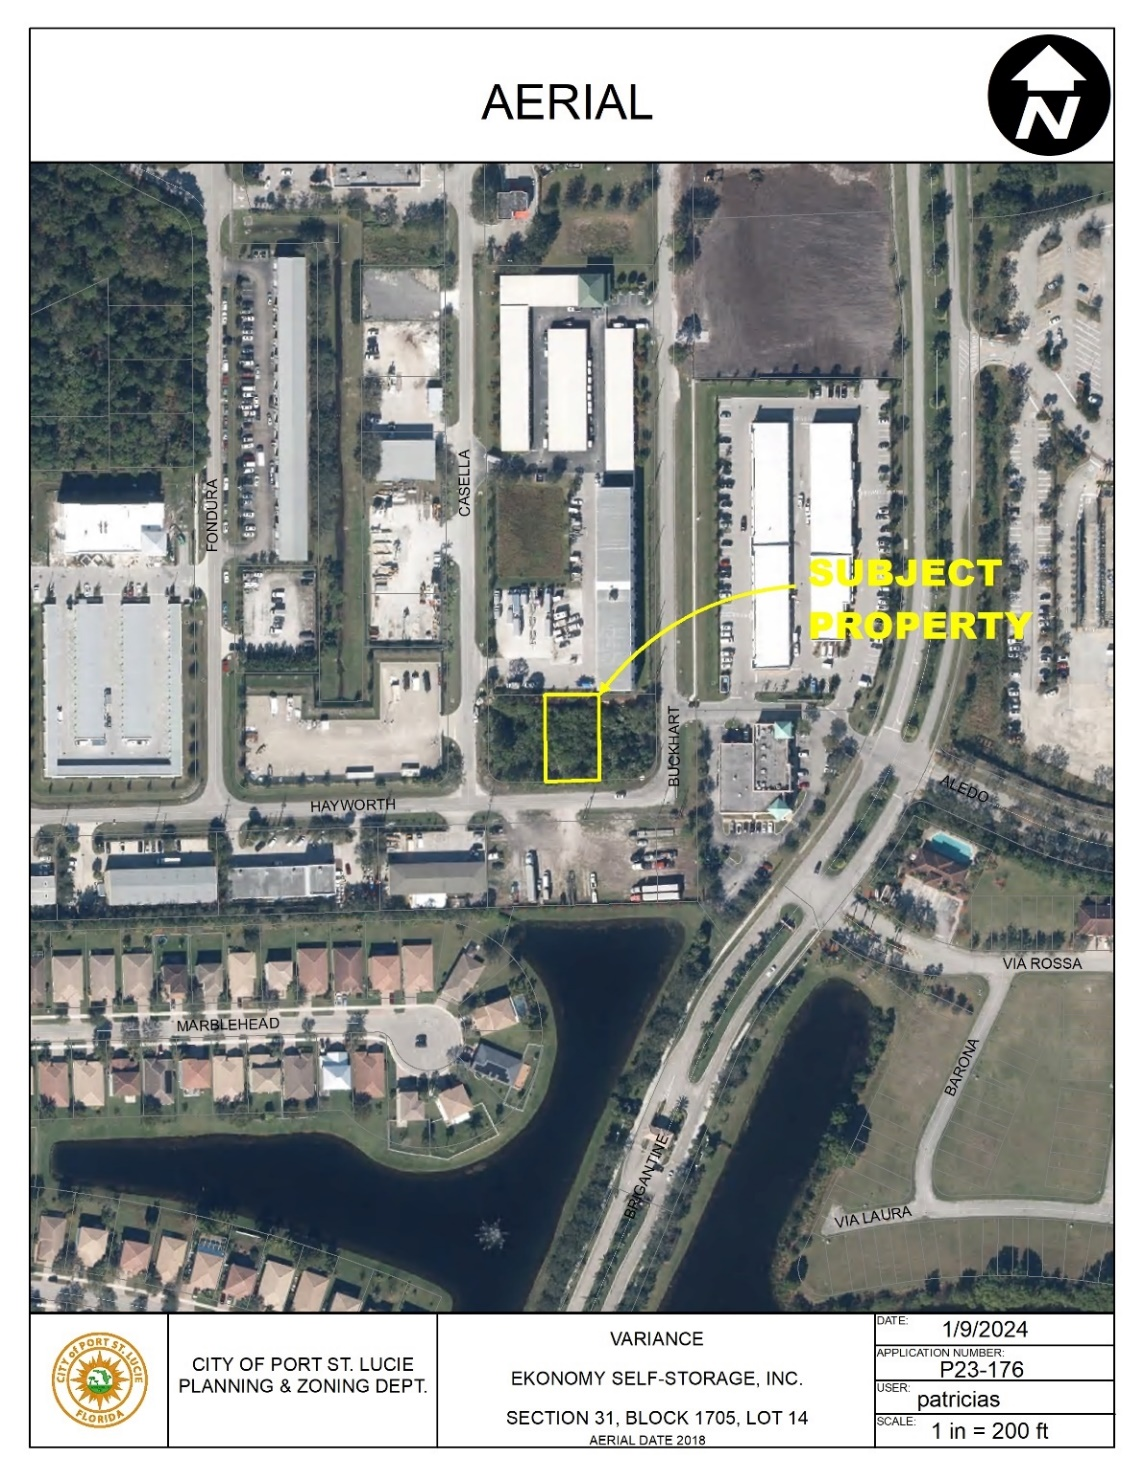 AERIAL
N
FONDURA
CASELLA
SUBJECT
PROPERTY
BUCKHART
HAYWORTH
ALEDO
VIA ROSSA
MARBLEHEAD
BARONA
BRIGANTINE
VIA LAURA
CITY OF PORT ST. LUCIE
FLORIDA
CITY OF PORT ST. LUCIE
PLANNING & ZONING DEPT.
VARIANCE
EKONOMY SELF-STORAGE, INC.
SECTION 31, BLOCK 1705, LOT 14
AERIAL DATE 2018
DATE: 1/9/2024
APPLICATION NUMBER:
P23-176
USER: patricias
SCALE: 1 in = 200 ft